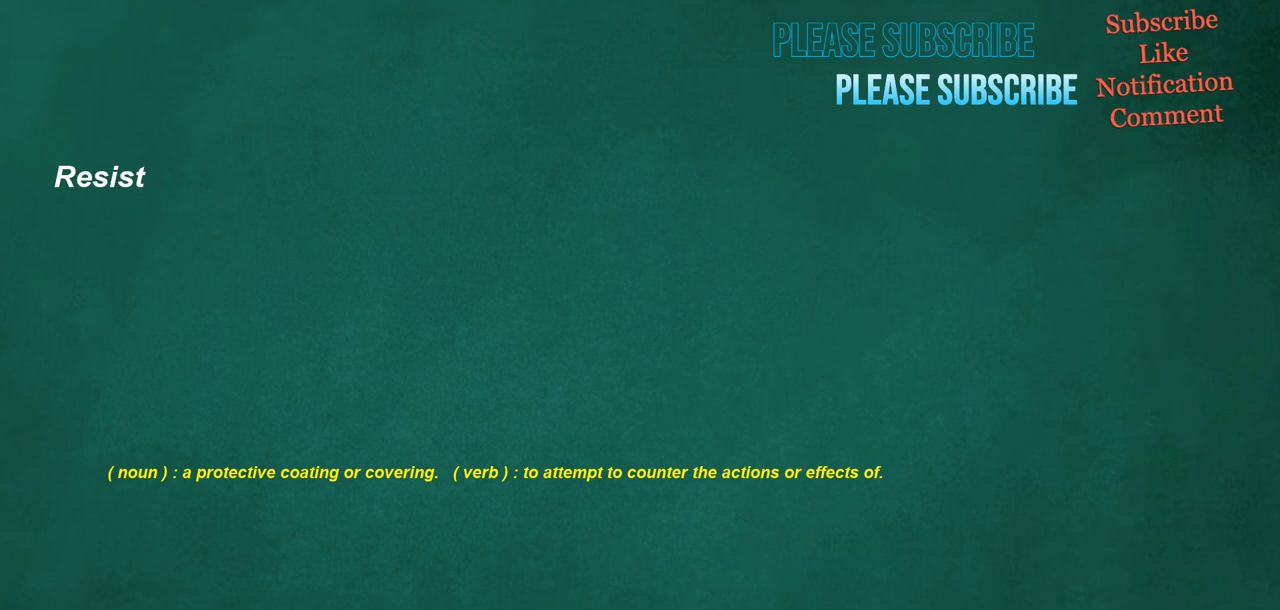 PLEASE SUBSCRIBE
PLEASE SUBSCRIBE
Subscribe
Like
Notification
Comment
Resist
( noun ) : a protective coating or covering.   ( verb ) : to attempt to counter the actions or effects of.